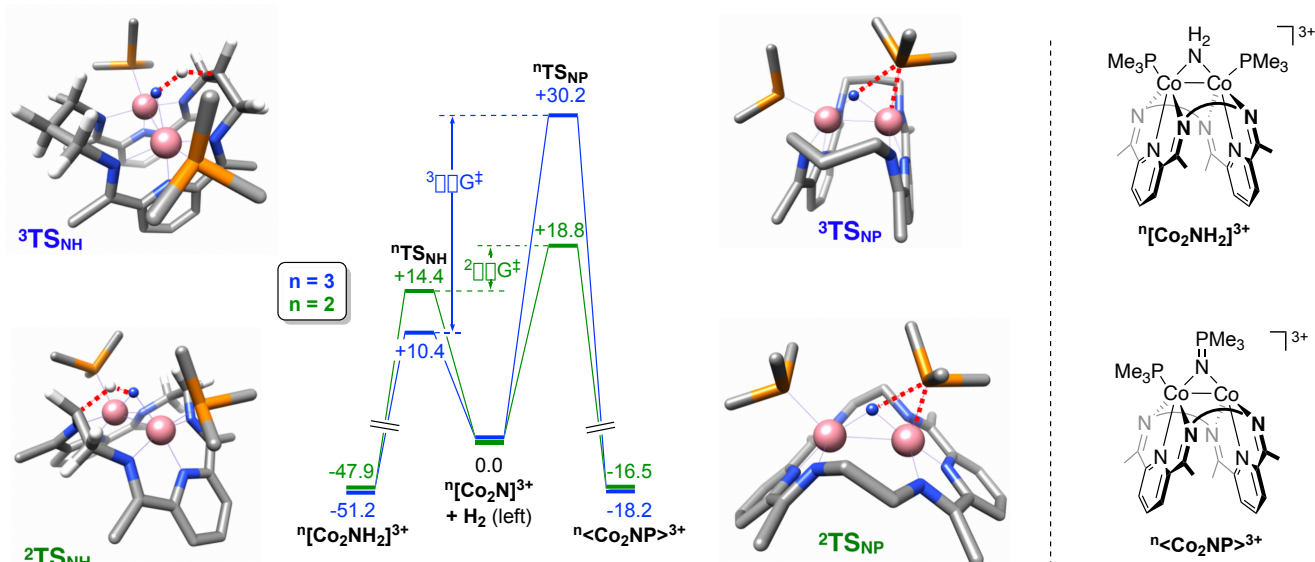 ³TS_NH
²TS_NH
n = 3
n = 2
ⁿTS_NH
+14.4
+10.4
³▯▯G‡
²▯▯G‡
ⁿTS_NP
+30.2
+18.8
-47.9
-51.2
ⁿ[Co₂NH₂]³⁺
0.0
ⁿ[Co₂N]³⁺
+ H₂ (left)
-16.5
-18.2
ⁿ<Co₂NP>³⁺
³TS_NP
²TS_NP
H₂
N
Me₃P
PMe₃
Co
Co
N
N
N
N
N
N
]³⁺
ⁿ[Co₂NH₂]³⁺
PMe₃
N
Me₃P
Co
Co
N
N
N
N
N
N
]³⁺
ⁿ<Co₂NP>³⁺